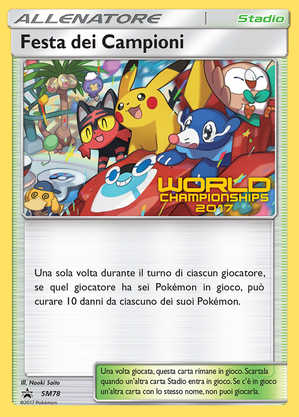 ALLENATORE
Stadio
Festa dei Campioni
WORLD
CHAMPIONSHIPS
2017
Una sola volta durante il turno di ciascun giocatore,
se quel giocatore ha sei Pokémon in gioco, può
curare 10 danni da ciascuno dei suoi Pokémon.
Ill. Naoki Saito
SM78
©2017 Pokémon
Una volta giocata, questa carta rimane in gioco. Scartala
quando un'altra carta Stadio entra in gioco. Se c'è in gioco
un'altra carta con lo stesso nome, non puoi giocarla.